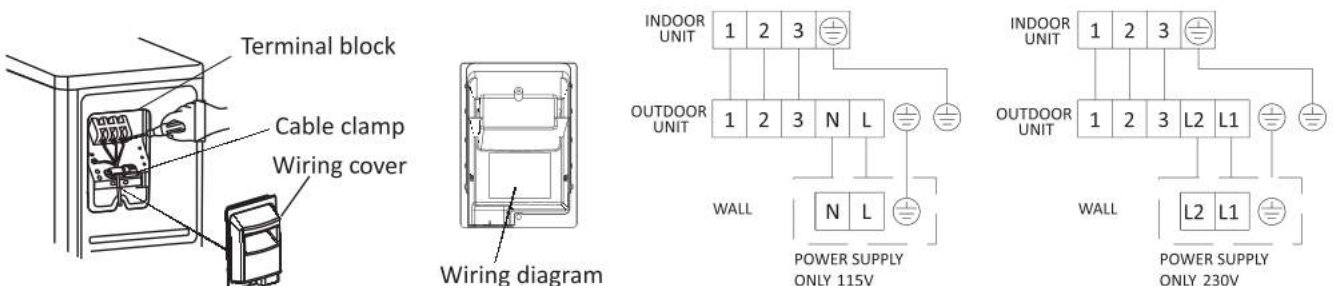 Terminal block
Cable clamp
Wiring cover
Wiring diagram
INDOOR
UNIT
1 2 3
OUTDOOR
UNIT
1 2 3 N L
WALL
N L
POWER SUPPLY
ONLY 115V
INDOOR
UNIT
1 2 3
OUTDOOR
UNIT
1 2 3 L2 L1
WALL
L2 L1
POWER SUPPLY
ONLY 230V